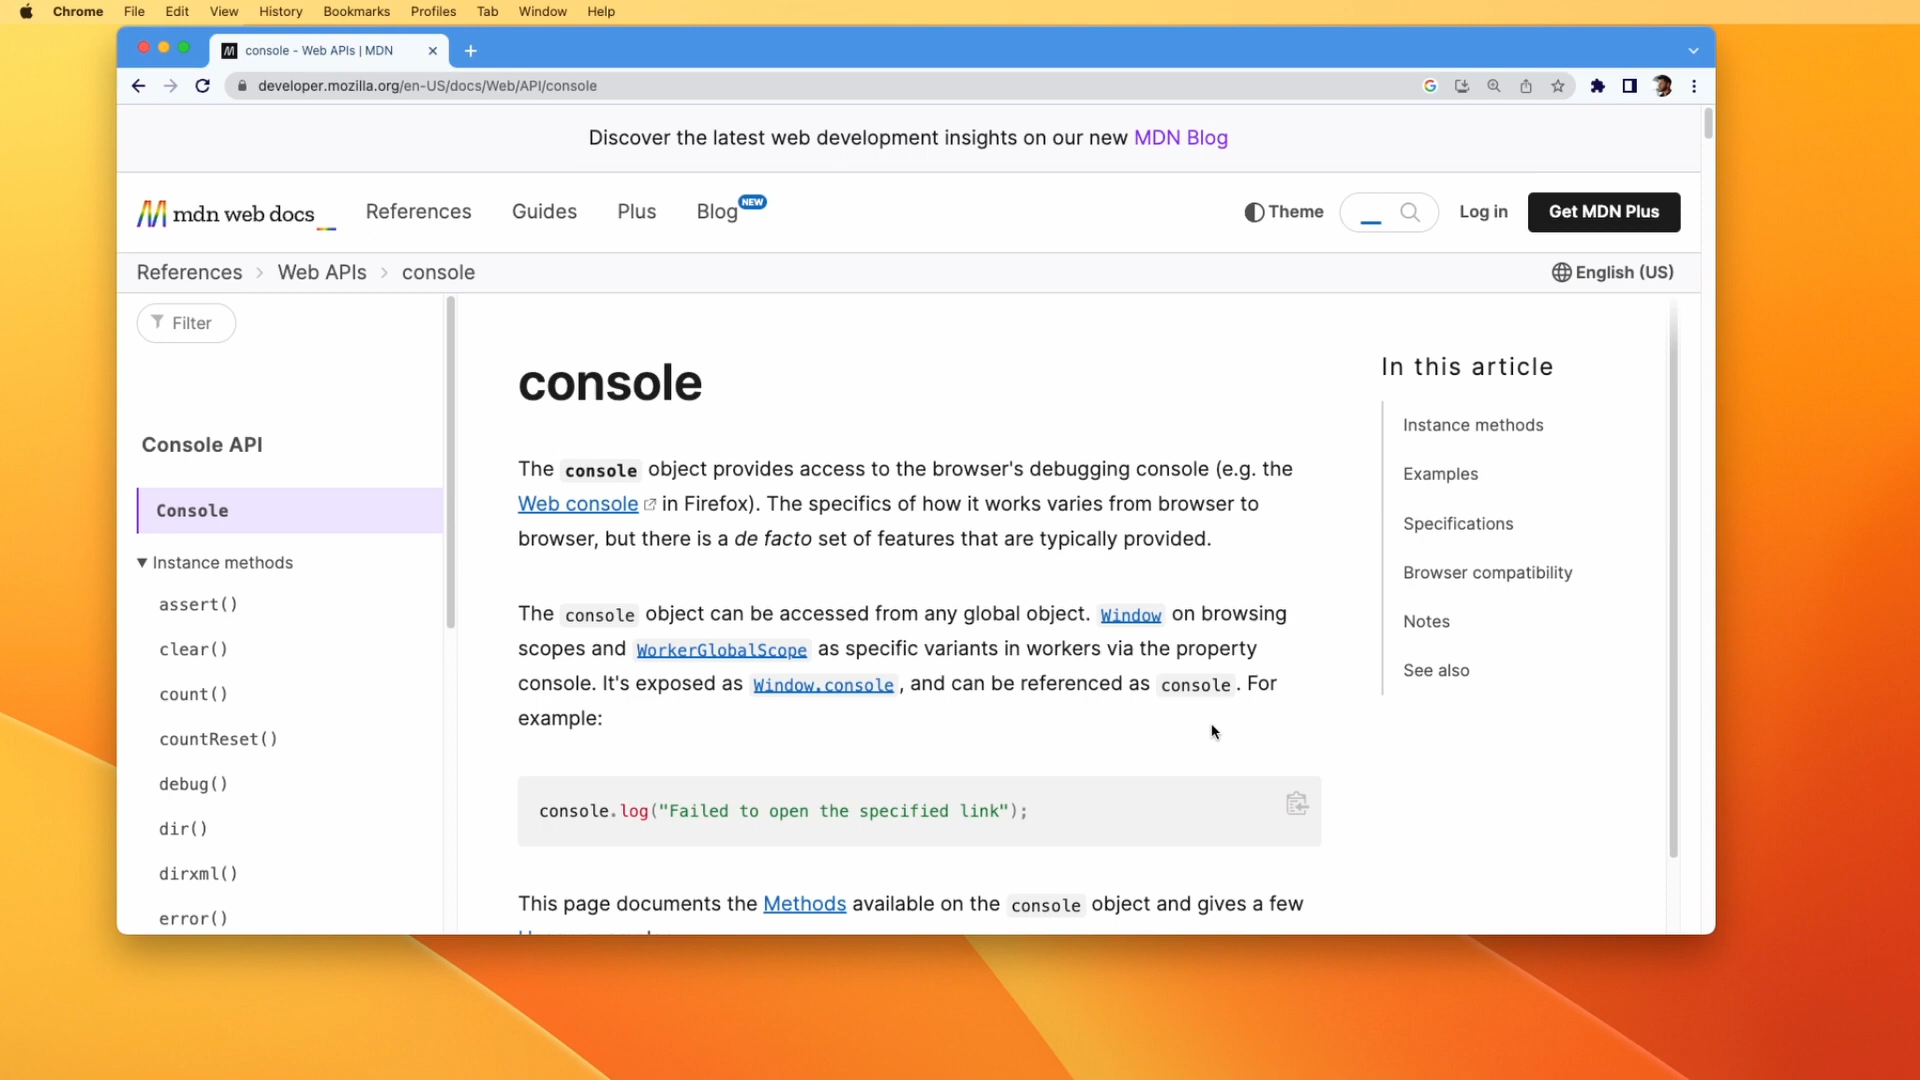 Chrome File Edit View History Bookmarks Profiles Tab Window Help
console - Web APIs | MDN
developer.mozilla.org/en-US/docs/Web/API/console
Discover the latest web development insights on our new MDN Blog
mdn web docs_ References Guides Plus Blog NEW Theme Log in Get MDN Plus
References > Web APIs > console English (US)
Filter
Console API
Console
▼ Instance methods
assert()
clear()
count()
countReset()
debug()
dir()
dirxml()
error()
console
The console object provides access to the browser's debugging console (e.g. the
Web console in Firefox). The specifics of how it works varies from browser to
browser, but there is a de facto set of features that are typically provided.
The console object can be accessed from any global object. Window on browsing
scopes and WorkerGlobalScope as specific variants in workers via the property
console. It's exposed as Window.console, and can be referenced as console. For
example:
console.log("Failed to open the specified link");
This page documents the Methods available on the console object and gives a few
In this article
Instance methods
Examples
Specifications
Browser compatibility
Notes
See also